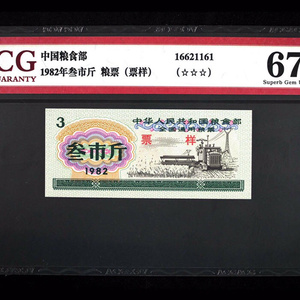 CG
GUARANTY
中国粮食部
1982年叁市斤 粮票（票样）
16621161
（☆☆☆）
67
Superb Gem
3
中华人民共和国粮食部
全国通用粮票
票样
叁市斤
1982